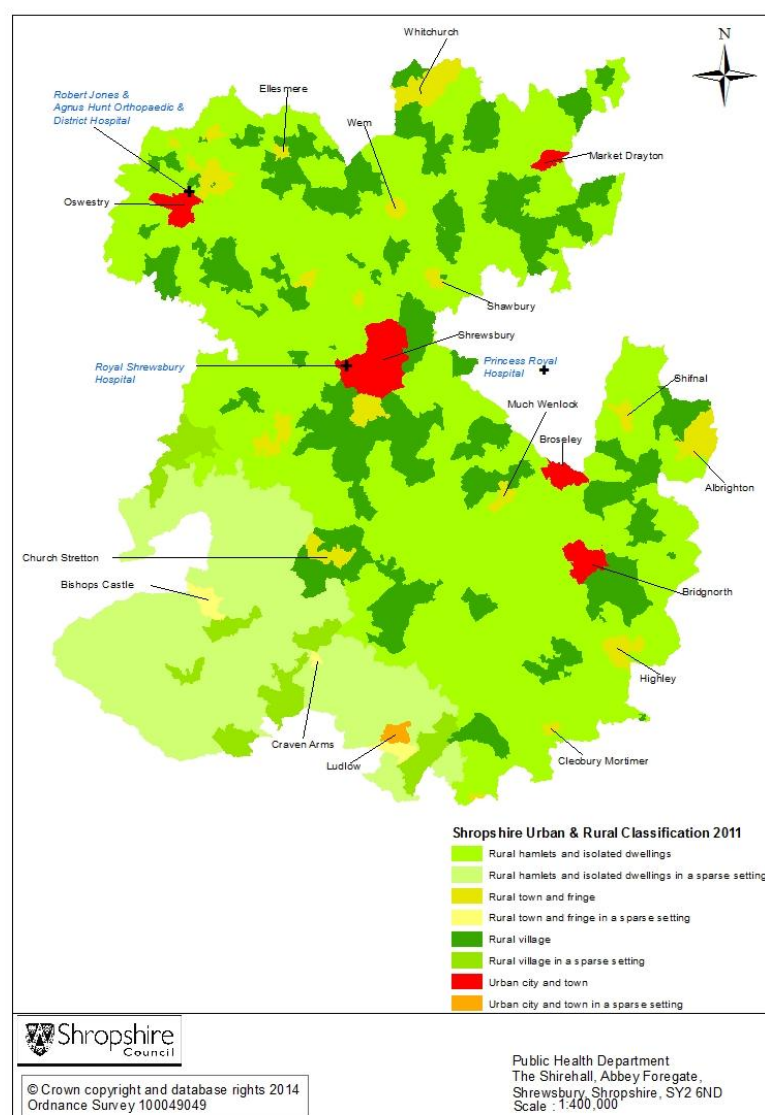 Whitchurch
N
Robert Jones &
Agnus Hunt Orthopaedic &
District Hospital
Ellesmere
Wem
Market Drayton
Oswestry
Shawbury
Shrewsbury
Royal Shrewsbury
Hospital
Princess Royal
Hospital
Shifnal
Much Wenlock
Broseley
Albrighton
Church Stretton
Bishops Castle
Bridgnorth
Highley
Craven Arms
Ludlow
Cleobury Mortimer
Shropshire Urban & Rural Classification 2011
Rural hamlets and isolated dwellings
Rural hamlets and isolated dwellings in a sparse setting
Rural town and fringe
Rural town and fringe in a sparse setting
Rural village
Rural village in a sparse setting
Urban city and town
Urban city and town in a sparse setting
Shropshire
Council
© Crown copyright and database rights 2014
Ordnance Survey 100049049
Public Health Department
The Shirehall, Abbey Foregate,
Shrewsbury, Shropshire, SY2 6ND
Scale : 1:400,000